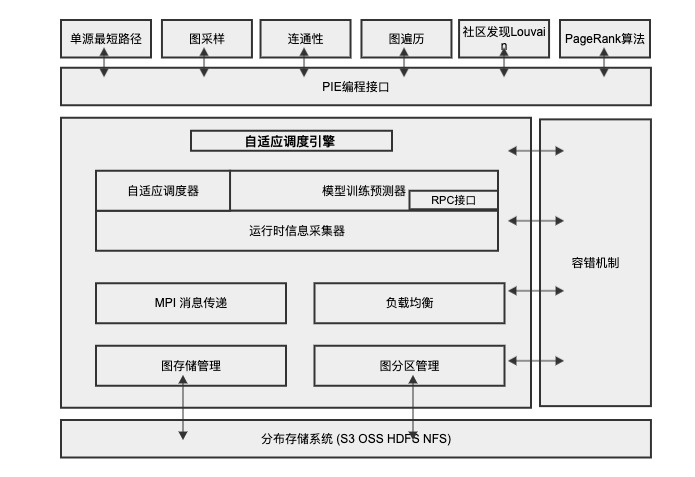 单源最短路径
图采样
连通性
图遍历
社区发现Louvai
n
PageRank算法
PIE编程接口
自适应调度引擎
自适应调度器
模型训练预测器
RPC接口
运行时信息采集器
容错机制
MPI 消息传递
负载均衡
图存储管理
图分区管理
分布存储系统 (S3 OSS HDFS NFS)